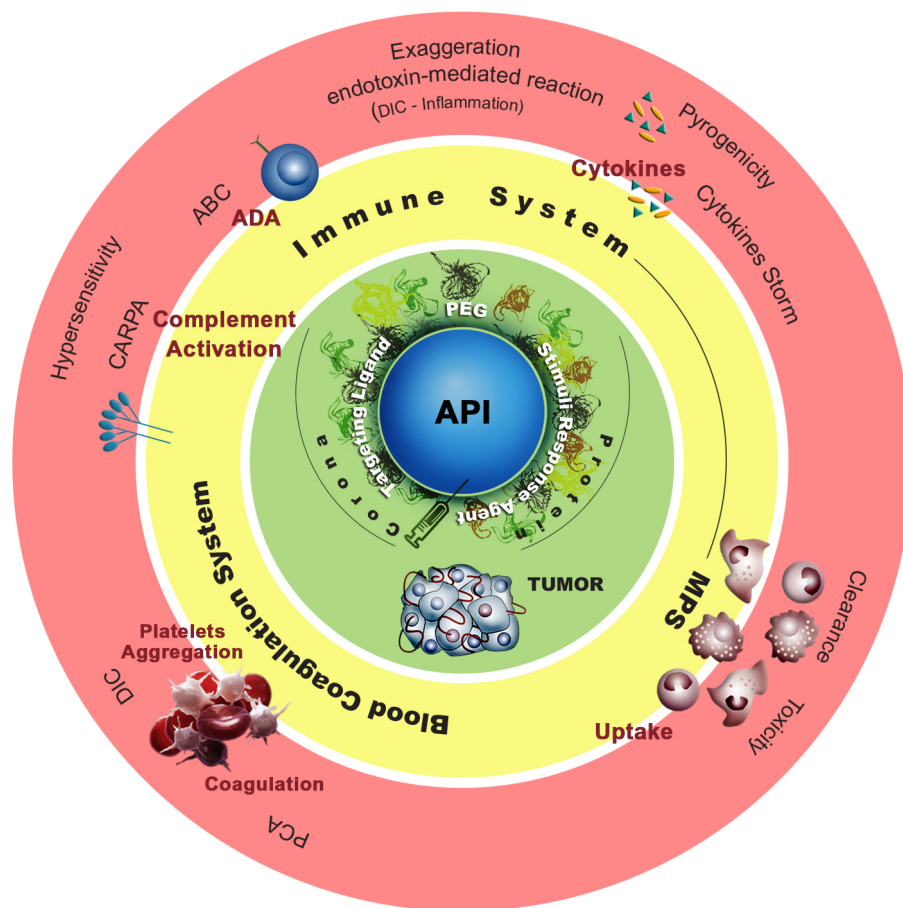 Exaggeration
endotoxin-mediated reaction
(DIC - Inflammation)
Pyrogenicity
Cytokines
Cytokines Storm
ABC
ADA
Immune System
Hypersensitivity
CARPA
Complement
Activation
PEG
Targeting Ligand
Stimuli Response Agent
API
Corona
Protein
TUMOR
MPS
Clearance
Toxicity
Uptake
Blood Coagulation System
Platelets
Aggregation
DIC
Coagulation
PCA